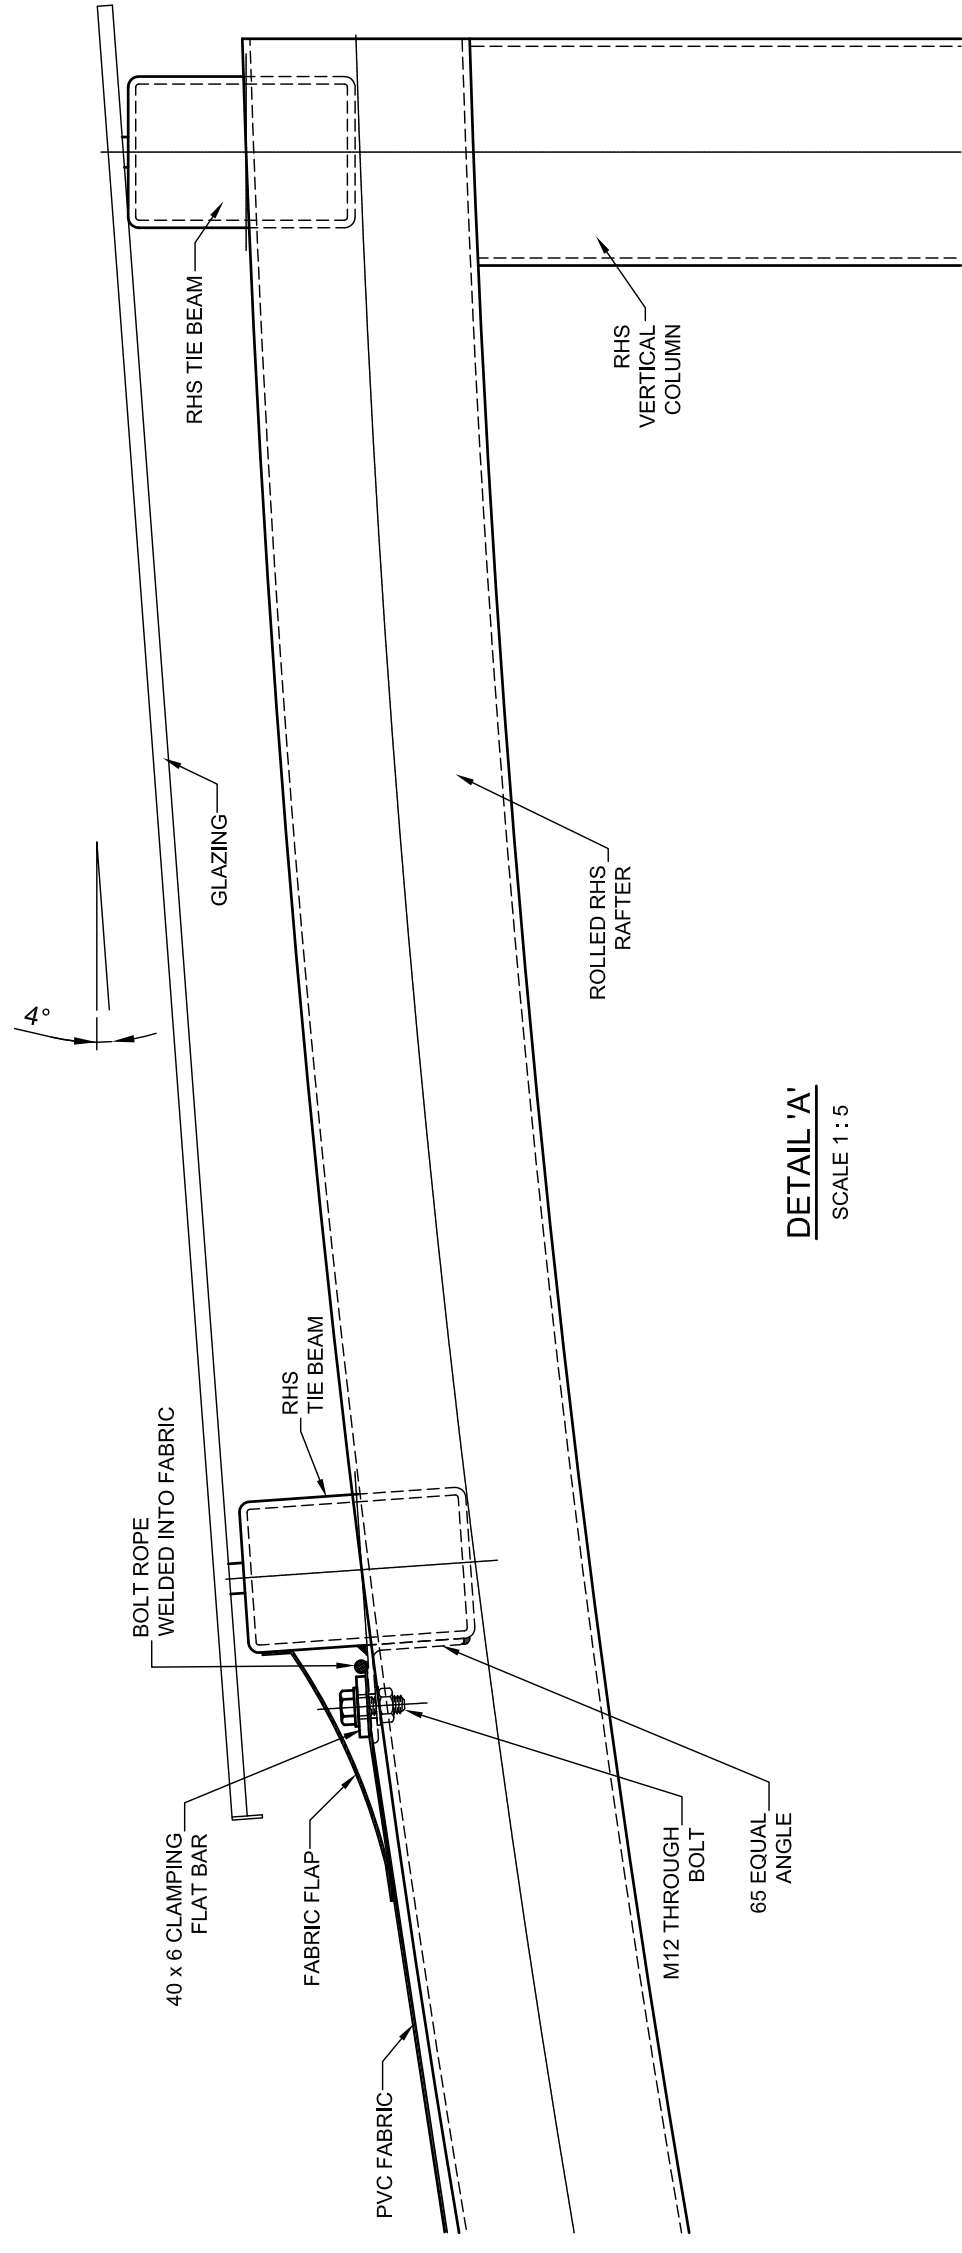 4°
RHS TIE BEAM
GLAZING
RHS
VERTICAL
COLUMN
ROLLED RHS
RAFTER
RHS
TIE BEAM
BOLT ROPE
WELDED INTO FABRIC
40 x 6 CLAMPING
FLAT BAR
FABRIC FLAP
PVC FABRIC
M12 THROUGH
BOLT
65 EQUAL
ANGLE
DETAIL 'A'
SCALE 1 : 5